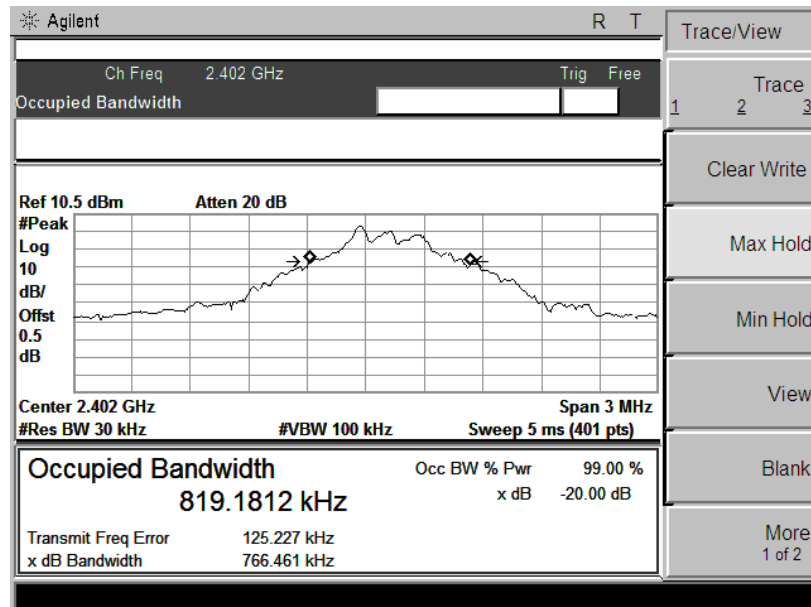 Agilent R T
Trace/View
Ch Freq 2.402 GHz Trig Free
Occupied Bandwidth
Trace
1 2 3
Clear Write
Ref 10.5 dBm Atten 20 dB
#Peak
Log
10
dB/
Offst
0.5
dB
Max Hold
Min Hold
View
Center 2.402 GHz Span 3 MHz
#Res BW 30 kHz #VBW 100 kHz Sweep 5 ms (401 pts)
Occupied Bandwidth Occ BW % Pwr 99.00 %
819.1812 kHz x dB -20.00 dB
Blank
Transmit Freq Error 125.227 kHz
x dB Bandwidth 766.461 kHz
More
1 of 2